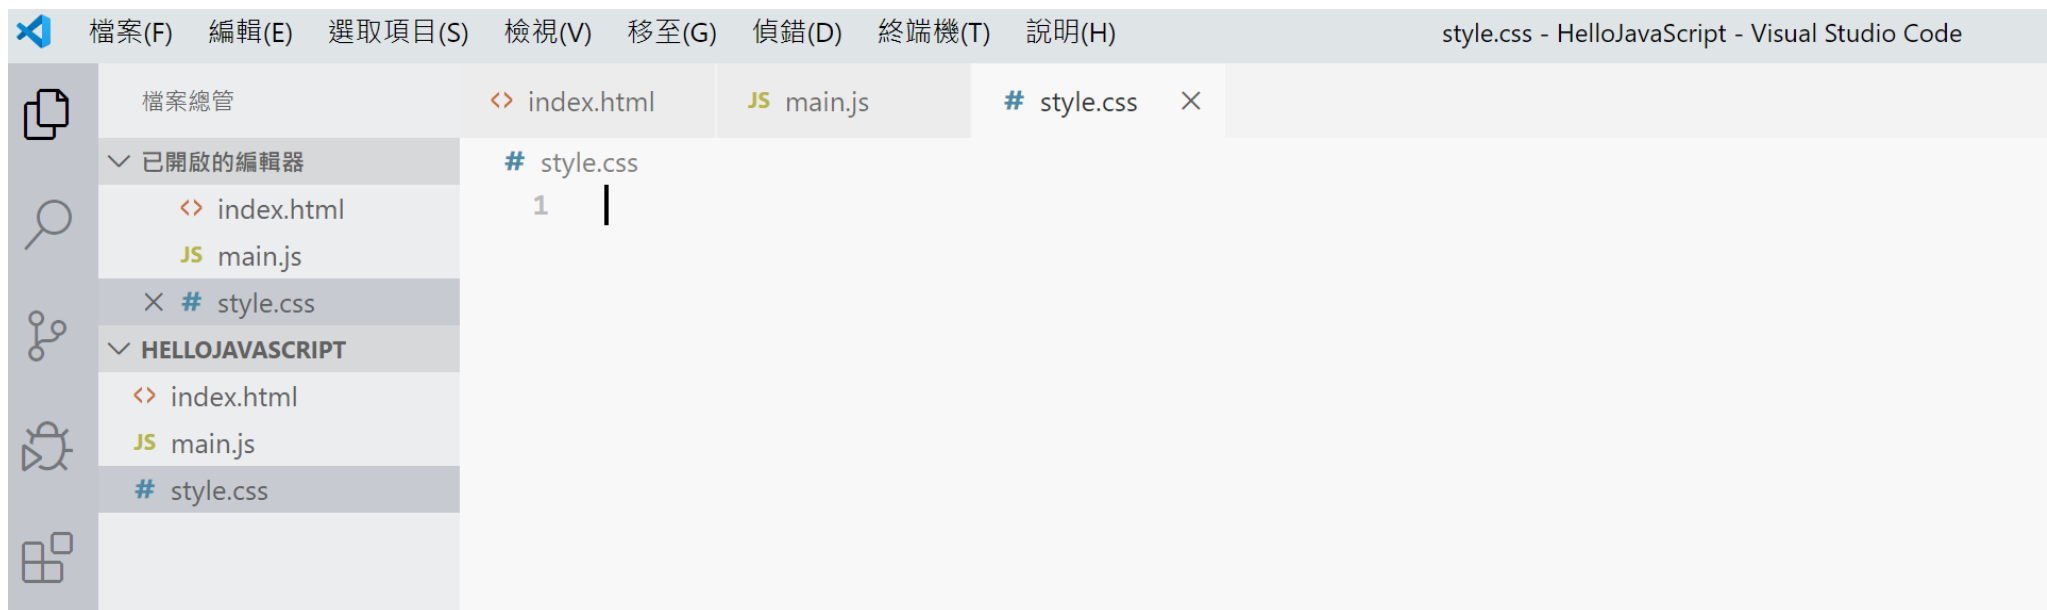 檔案(F) 編輯(E) 選取項目(S) 檢視(V) 移至(G) 偵錯(D) 終端機(T) 說明(H) style.css - HelloJavaScript - Visual Studio Code
檔案總管
已開啟的編輯器
<> index.html
JS main.js
# style.css
HELLOJAVASCRIPT
<> index.html
JS main.js
# style.css
<> index.html JS main.js # style.css
# style.css
1